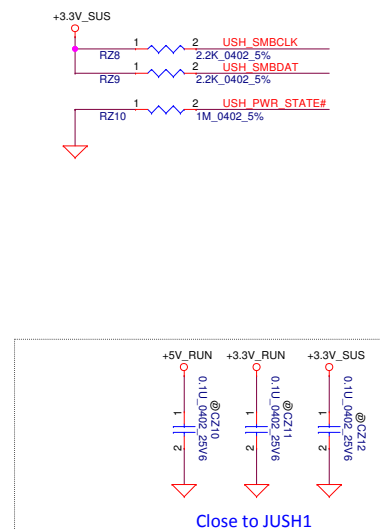 +3.3V_SUS
1 2 USH_SMBCLK
RZ8 2.2K_0402_5%
1 2 USH_SMBDAT
RZ9 2.2K_0402_5%
1 2 USH_PWR_STATE#
RZ10 1M_0402_5%
+5V_RUN +3.3V_RUN +3.3V_SUS
1 2 0.1U_0402_25V6 @CZ10
1 2 0.1U_0402_25V6 @CZ11
1 2 0.1U_0402_25V6 @CZ12
Close to JUSH1